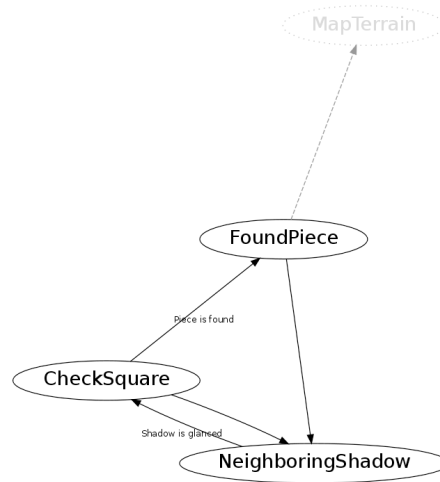 MapTerrain
FoundPiece
Piece is found
CheckSquare
Shadow is glanced
NeighboringShadow